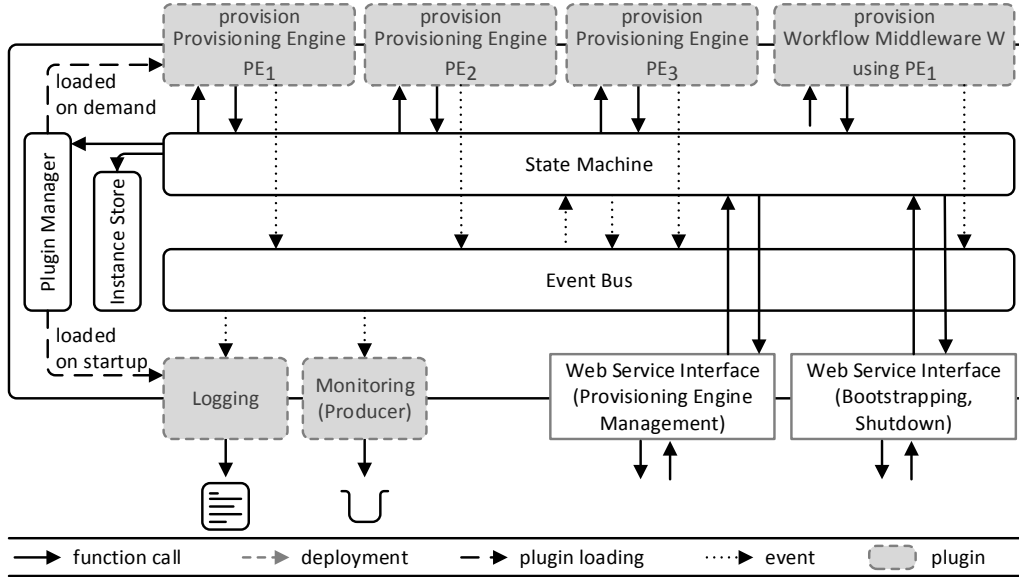 provision
Provisioning Engine
PE1
provision
Provisioning Engine
PE2
provision
Provisioning Engine
PE3
provision
Workflow Middleware W
using PE1
loaded
on demand
Plugin Manager
Instance Store
State Machine
Event Bus
loaded
on startup
Logging
Monitoring
(Producer)
Web Service Interface
(Provisioning Engine
Management)
Web Service Interface
(Bootstrapping,
Shutdown)
function call
deployment
plugin loading
event
plugin